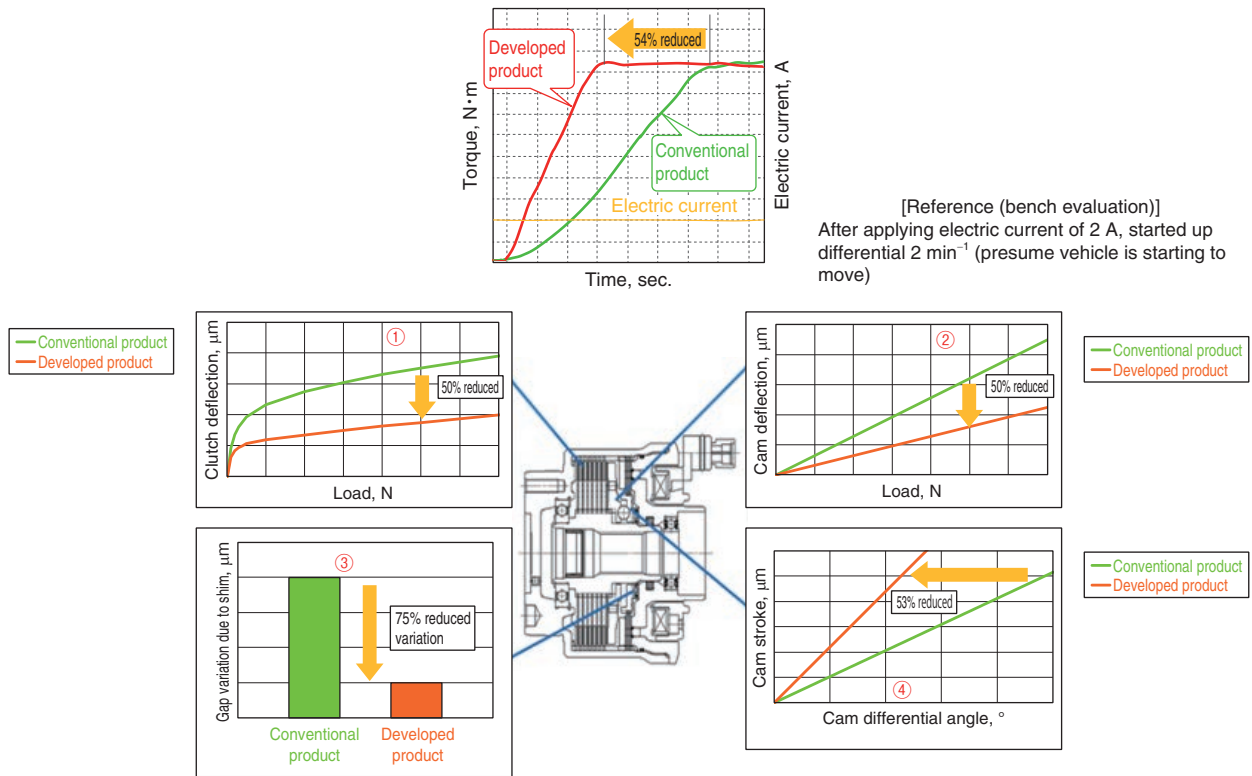 54% reduced
Developed
product
Conventional
product
Electric current
Torque, N·m
Electric current, A
Time, sec.
[Reference (bench evaluation)]
After applying electric current of 2 A, started up
differential 2 min⁻¹ (presume vehicle is starting to
move)
Conventional product
Developed product
①
50% reduced
Clutch deflection, μm
Load, N
②
50% reduced
Cam deflection, μm
Load, N
Conventional product
Developed product
③
75% reduced
variation
Gap variation due to shim, μm
Conventional
product
Developed
product
53% reduced
④
Cam stroke, μm
Cam differential angle, °
Conventional product
Developed product